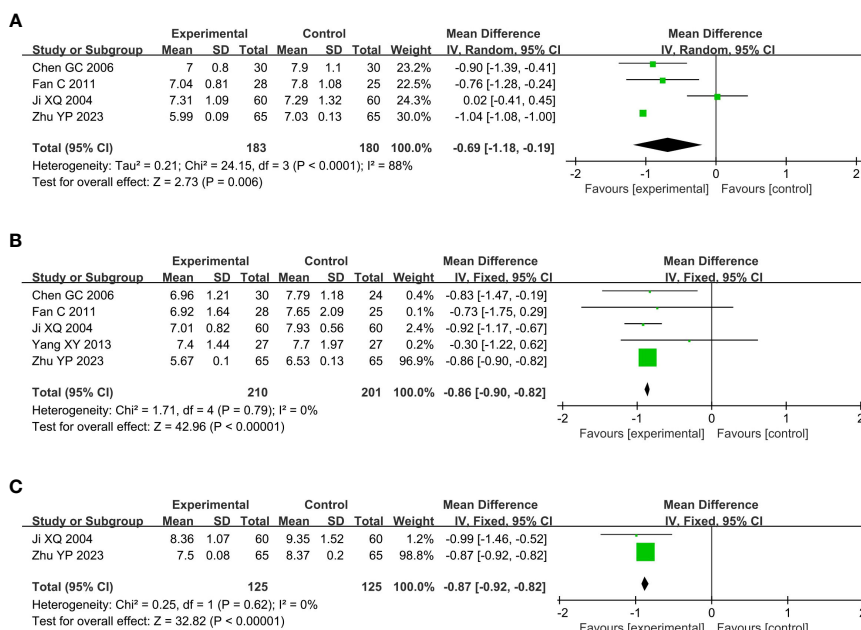 A
Experimental Control Mean Difference Mean Difference
Study or Subgroup Mean SD Total Mean SD Total Weight IV, Random, 95% CI IV, Random, 95% CI
Chen GC 2006 7 0.8 30 7.9 1.1 30 23.2% -0.90 [-1.39, -0.41]
Fan C 2011 7.04 0.81 28 7.8 1.08 25 22.5% -0.76 [-1.28, -0.24]
Ji XQ 2004 7.31 1.09 60 7.29 1.32 60 24.3% 0.02 [-0.41, 0.45]
Zhu YP 2023 5.99 0.09 65 7.03 0.13 65 30.0% -1.04 [-1.08, -1.00]
Total (95% CI) 183 180 100.0% -0.69 [-1.18, -0.19]
Heterogeneity: Tau² = 0.21; Chi² = 24.15, df = 3 (P < 0.0001); I² = 88%
Test for overall effect: Z = 2.73 (P = 0.006)
-2 -1 0 1 2
Favours [experimental] Favours [control]
B
Experimental Control Mean Difference Mean Difference
Study or Subgroup Mean SD Total Mean SD Total Weight IV, Fixed, 95% CI IV, Fixed, 95% CI
Chen GC 2006 6.96 1.21 30 7.79 1.18 24 0.4% -0.83 [-1.47, -0.19]
Fan C 2011 6.92 1.64 28 7.65 2.09 25 0.1% -0.73 [-1.75, 0.29]
Ji XQ 2004 7.01 0.82 60 7.93 0.56 60 2.4% -0.92 [-1.17, -0.67]
Yang XY 2013 7.4 1.44 27 7.7 1.97 27 0.2% -0.30 [-1.22, 0.62]
Zhu YP 2023 5.67 0.1 65 6.53 0.13 65 96.9% -0.86 [-0.90, -0.82]
Total (95% CI) 210 201 100.0% -0.86 [-0.90, -0.82]
Heterogeneity: Chi² = 1.71, df = 4 (P = 0.79); I² = 0%
Test for overall effect: Z = 42.96 (P < 0.00001)
-2 -1 0 1 2
Favours [experimental] Favours [control]
C
Experimental Control Mean Difference Mean Difference
Study or Subgroup Mean SD Total Mean SD Total Weight IV, Fixed, 95% CI IV, Fixed, 95% CI
Ji XQ 2004 8.36 1.07 60 9.35 1.52 60 1.2% -0.99 [-1.46, -0.52]
Zhu YP 2023 7.5 0.08 65 8.37 0.2 65 98.8% -0.87 [-0.92, -0.82]
Total (95% CI) 125 125 100.0% -0.87 [-0.92, -0.82]
Heterogeneity: Chi² = 0.25, df = 1 (P = 0.62); I² = 0%
Test for overall effect: Z = 32.82 (P < 0.00001)
-2 -1 0 1 2
Favours [experimental] Favours [control]